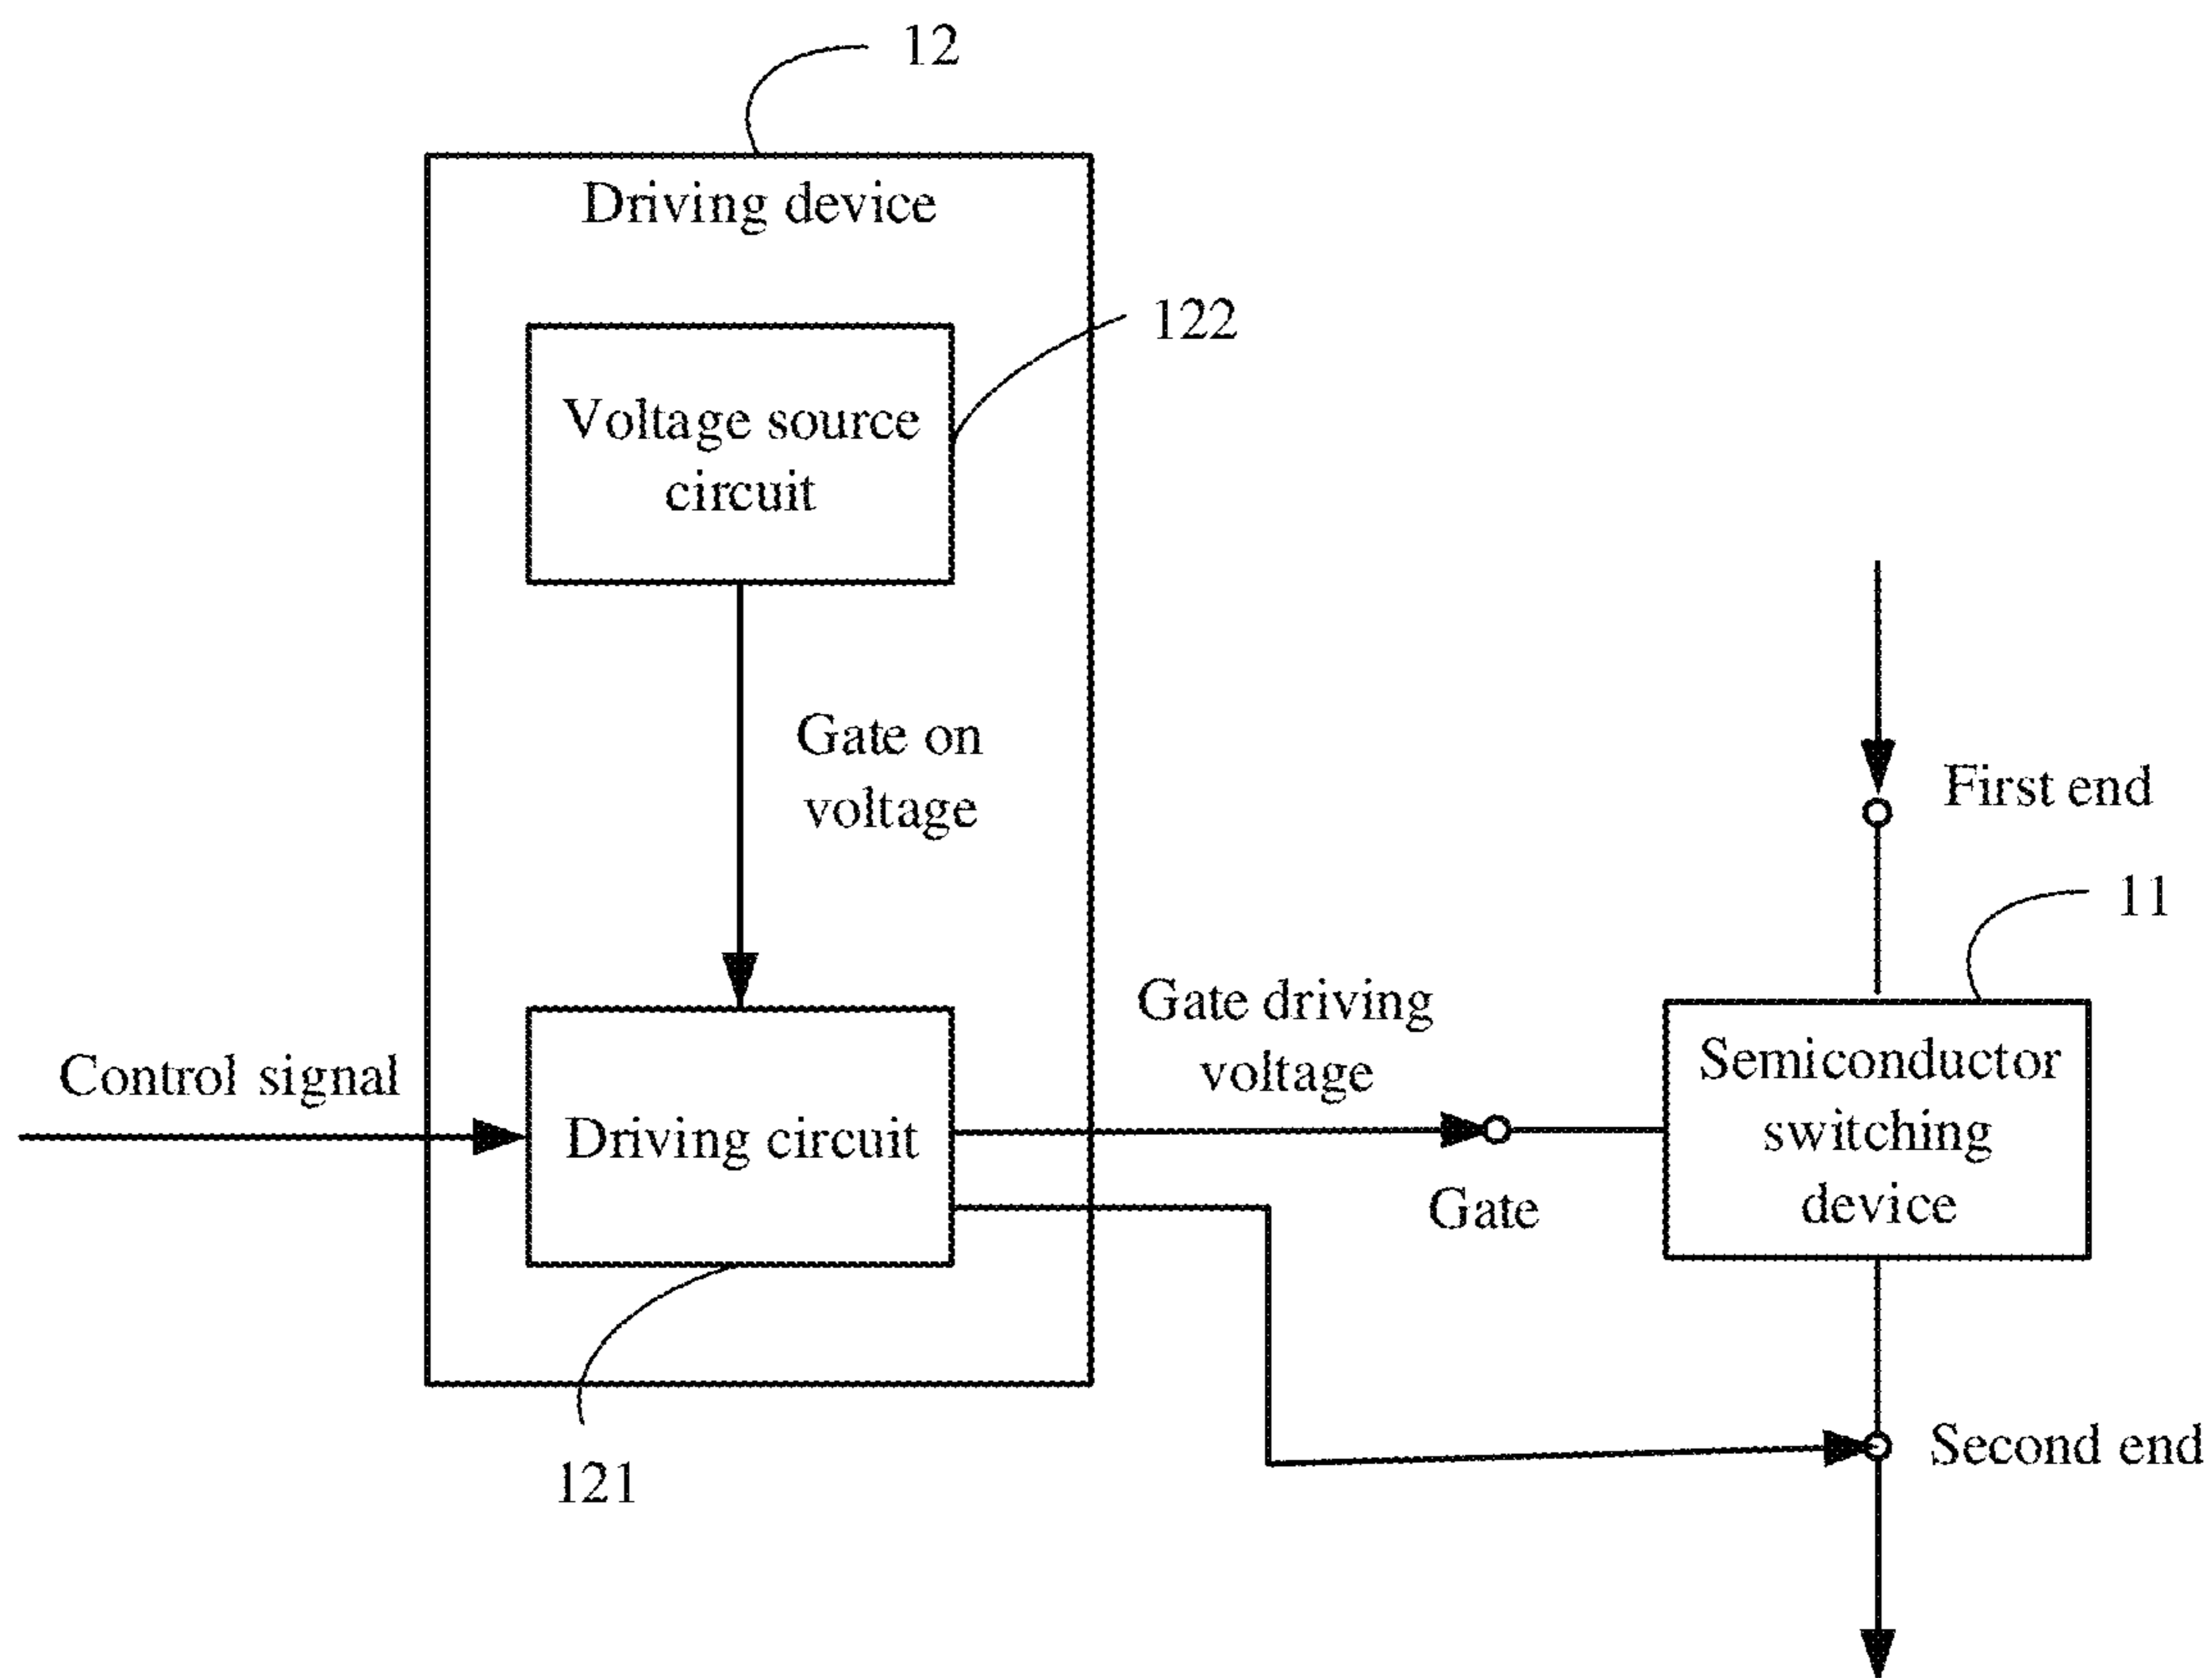 12
Driving device
122
Voltage source
circuit
Gate on
voltage
First end
11
Gate driving
voltage
Semiconductor
switching
device
Control signal
Driving circuit
Gate
Second end
121